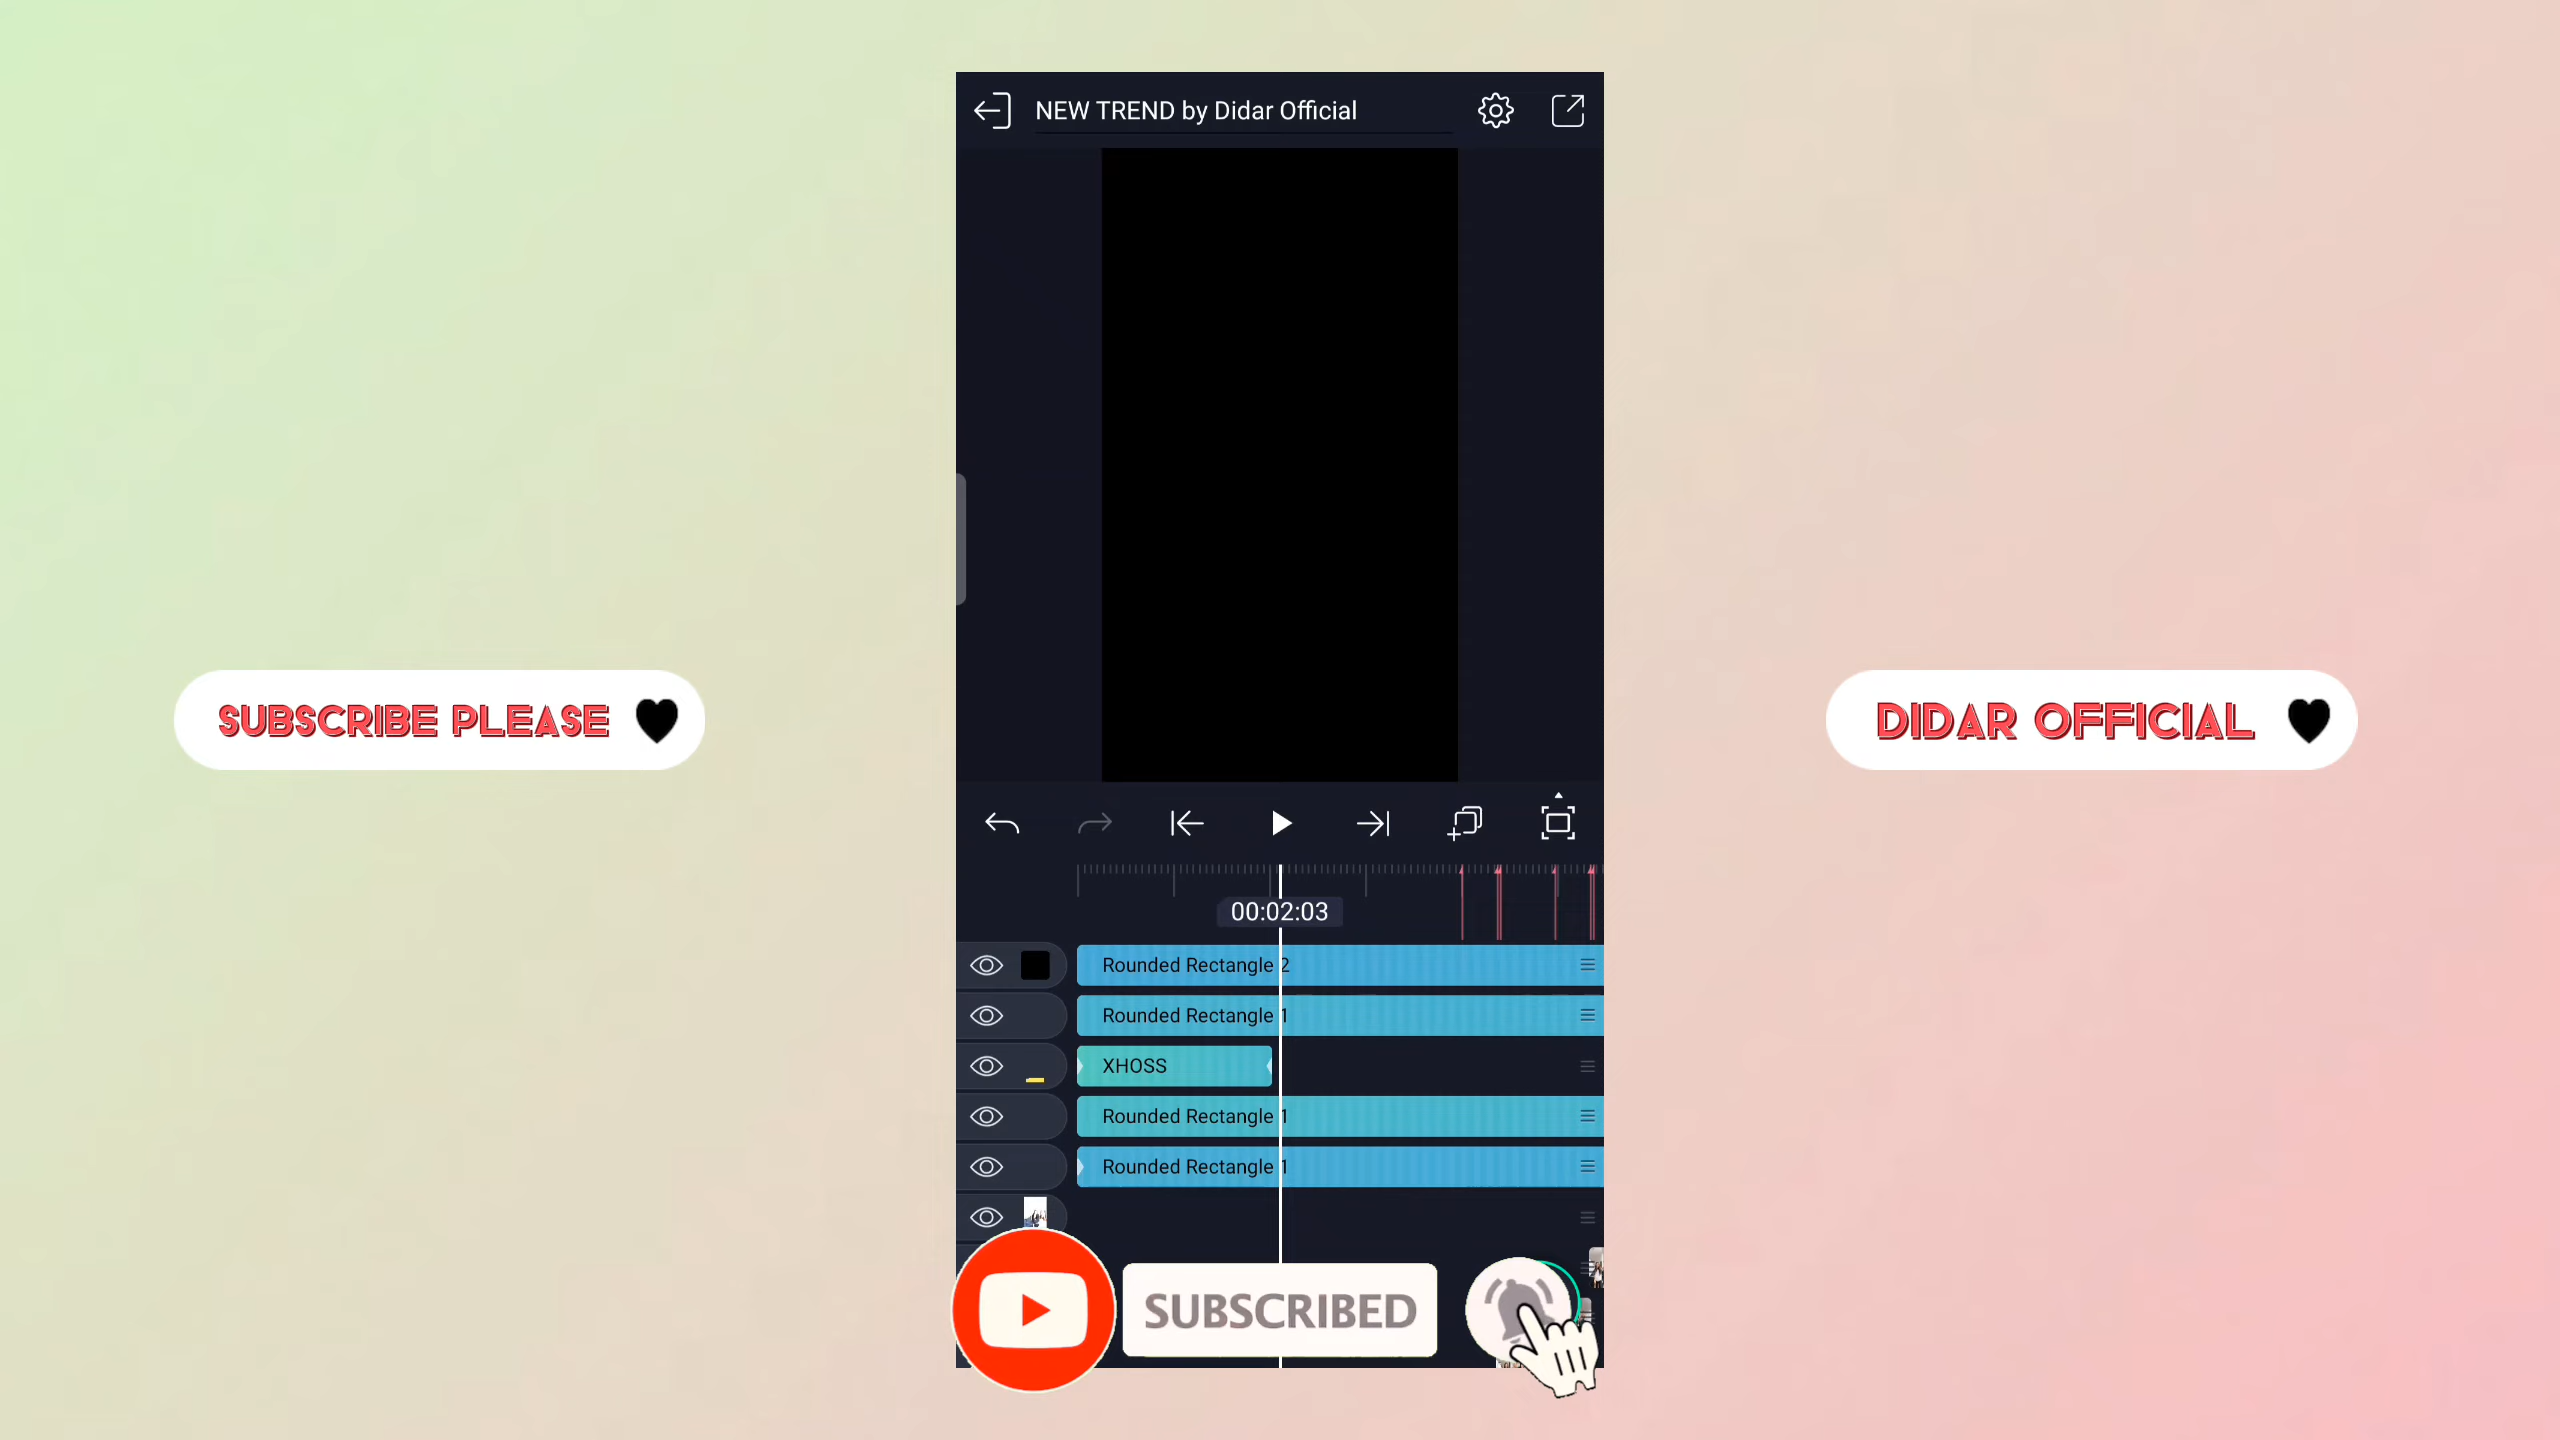 NEW TREND by Didar Official
SUBSCRIBE PLEASE
DIDAR OFFICIAL
00:02:03
Rounded Rectangle 2
Rounded Rectangle 1
XHOSS
Rounded Rectangle 1
Rounded Rectangle 1
SUBSCRIBED